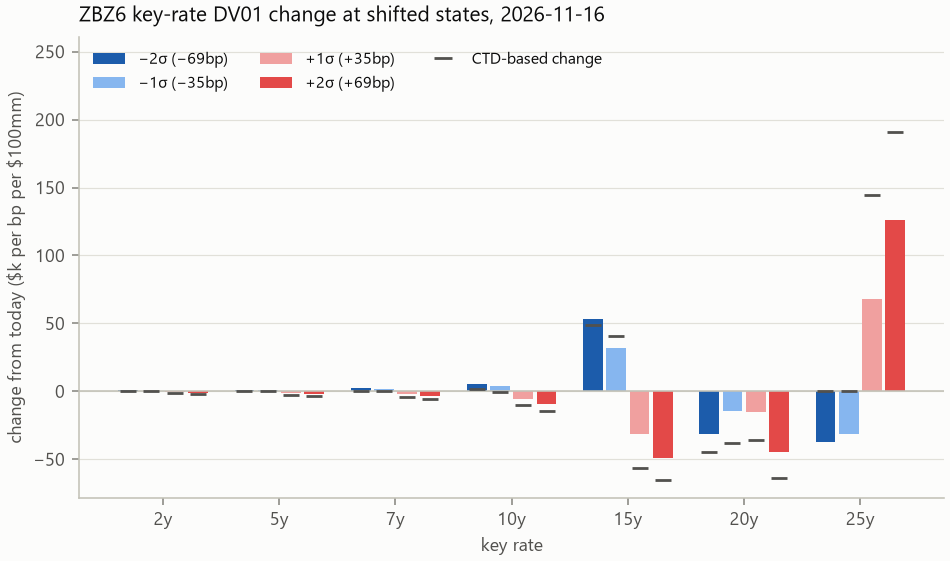 ZBZ6 key-rate DV01 change at shifted states, 2026-11-16
−2σ (−69bp)
+1σ (+35bp)
CTD-based change
−1σ (−35bp)
+2σ (+69bp)
change from today ($k per bp per $100mm)
250
200
150
100
50
0
−50
2y
5y
7y
10y
15y
20y
25y
key rate